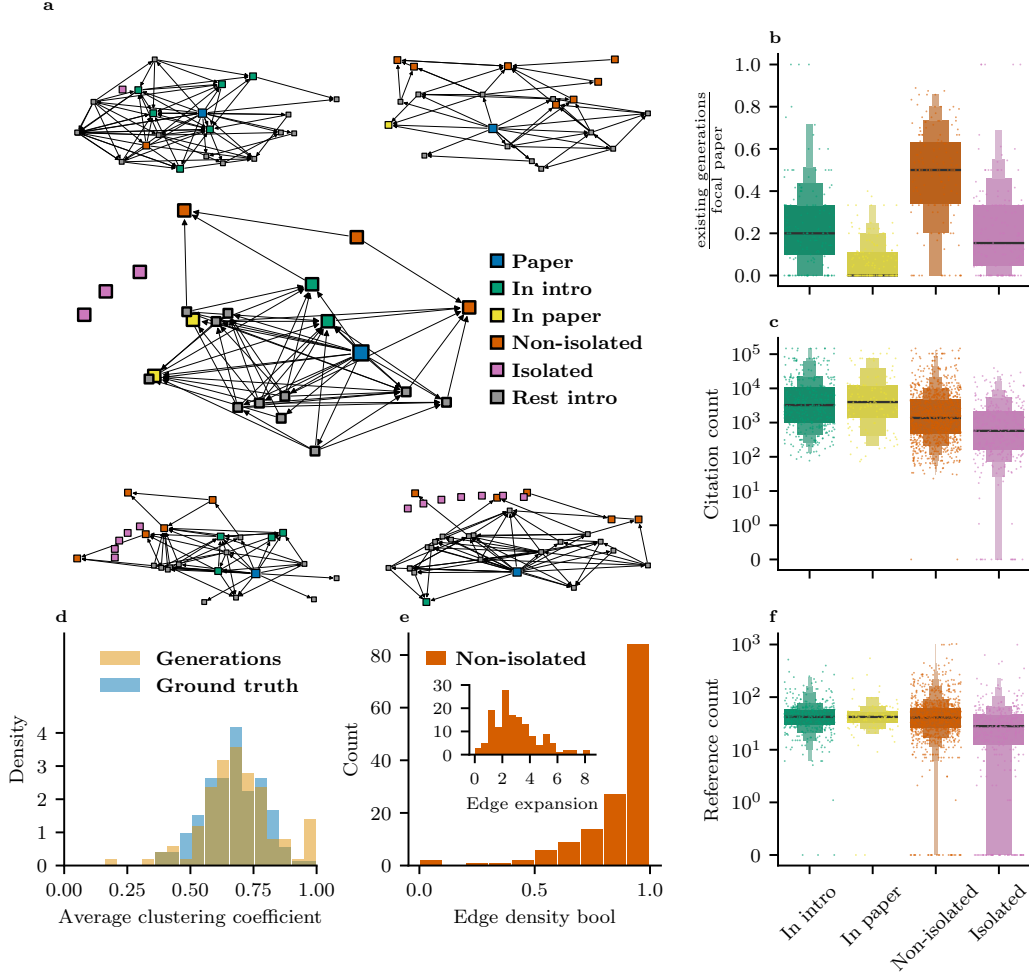 a
Paper
In intro
In paper
Non-isolated
Isolated
Rest intro
b
existing generations
focal paper
1.0
0.8
0.6
0.4
0.2
0.0
c
Citation count
10^5
10^4
10^3
10^2
10^1
10^0
0
d
Generations
Ground truth
Density
4
3
2
1
0
0.00
0.25
0.50
0.75
1.00
Average clustering coefficient
e
Non-isolated
Count
80
60
40
20
0
20
10
0
0
2
4
6
8
Edge expansion
0.0
0.5
1.0
Edge density bool
f
Reference count
10^3
10^2
10^1
10^0
0
In intro
In paper
Non-isolated
Isolated